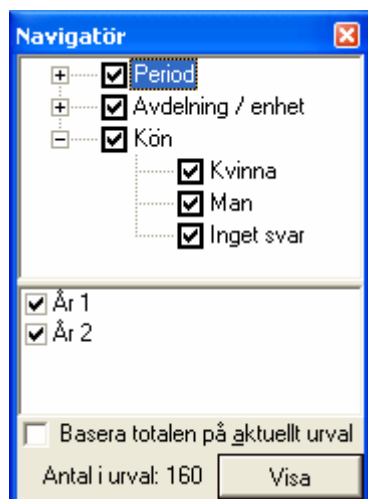 Navigatör
Period
Avdelning / enhet
Kön
Kvinna
Man
Inget svar
År 1
År 2
Basera totalen på aktuellt urval
Antal i urval: 160 Visa